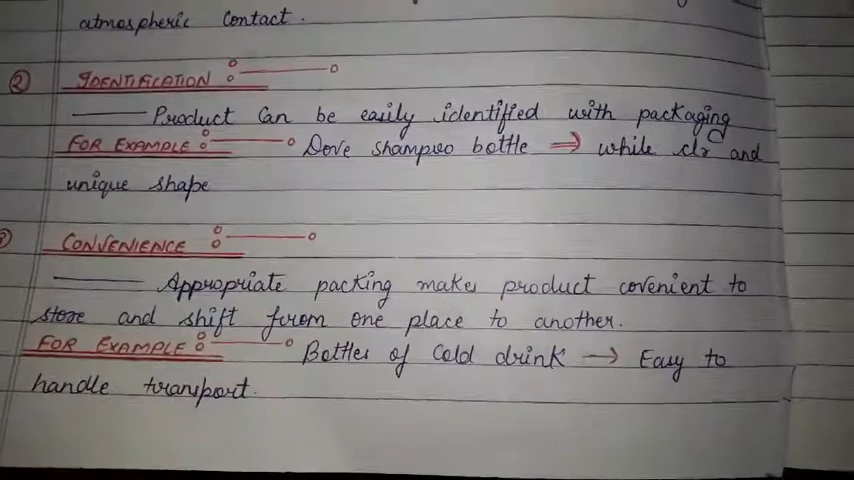 atmospheric Contact.
② IDENTIFICATION :-
Product Can be easily identified with packaging
FOR EXAMPLE :- Dove shampoo bottle ⇒ while clr and
unique shape
CONVENIENCE :-
Appropriate packing makes product covenient to
store and shift from one place to another.
FOR EXAMPLE :- Bottles of Cold drink → Easy to
handle transport.